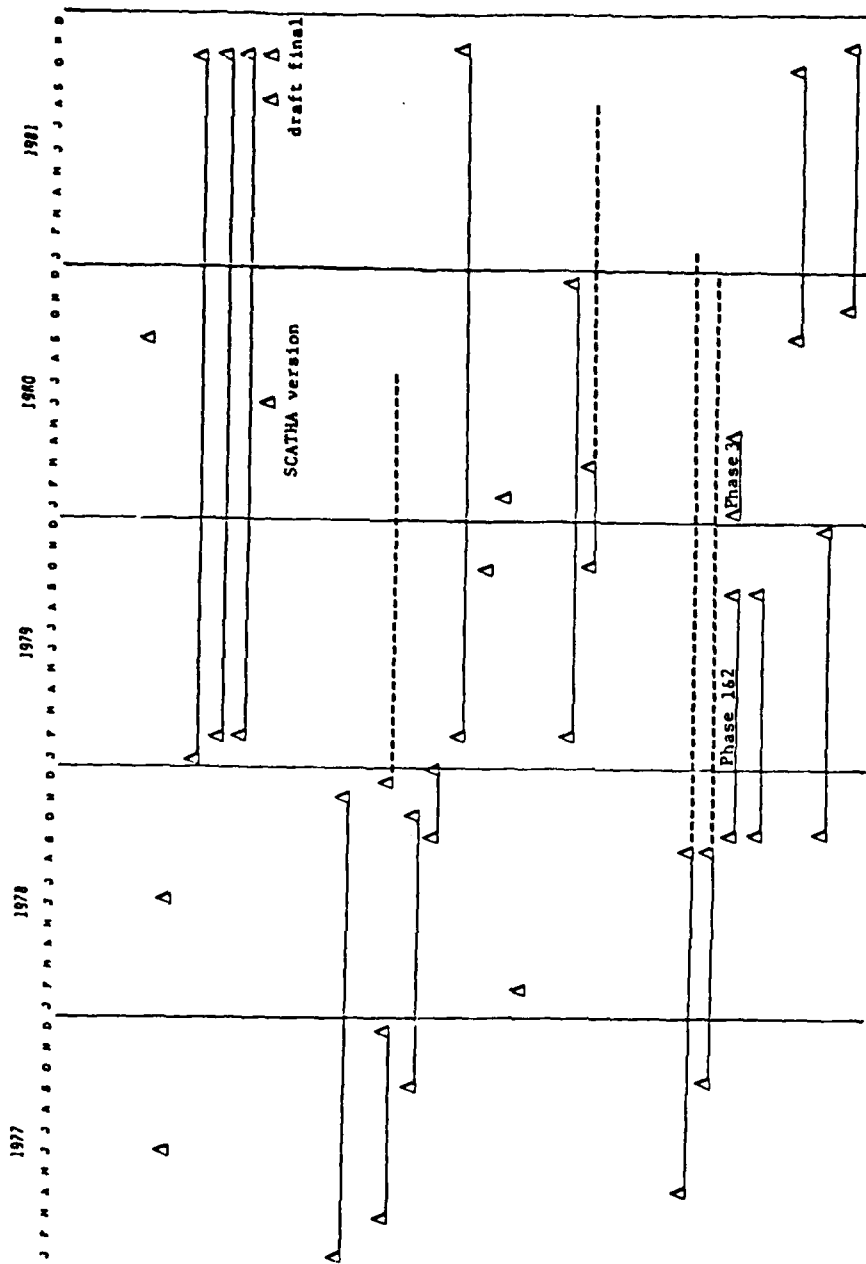 1977 1978 1979 1980 1981
J F M A M J J A S O N D J F M A M J J A S O N D J F M A M J J A S O N D J F M A M J J A S O N D J F M A M J J A S O N D
SCATHA version
draft final
Phase 1&2
Phase 3